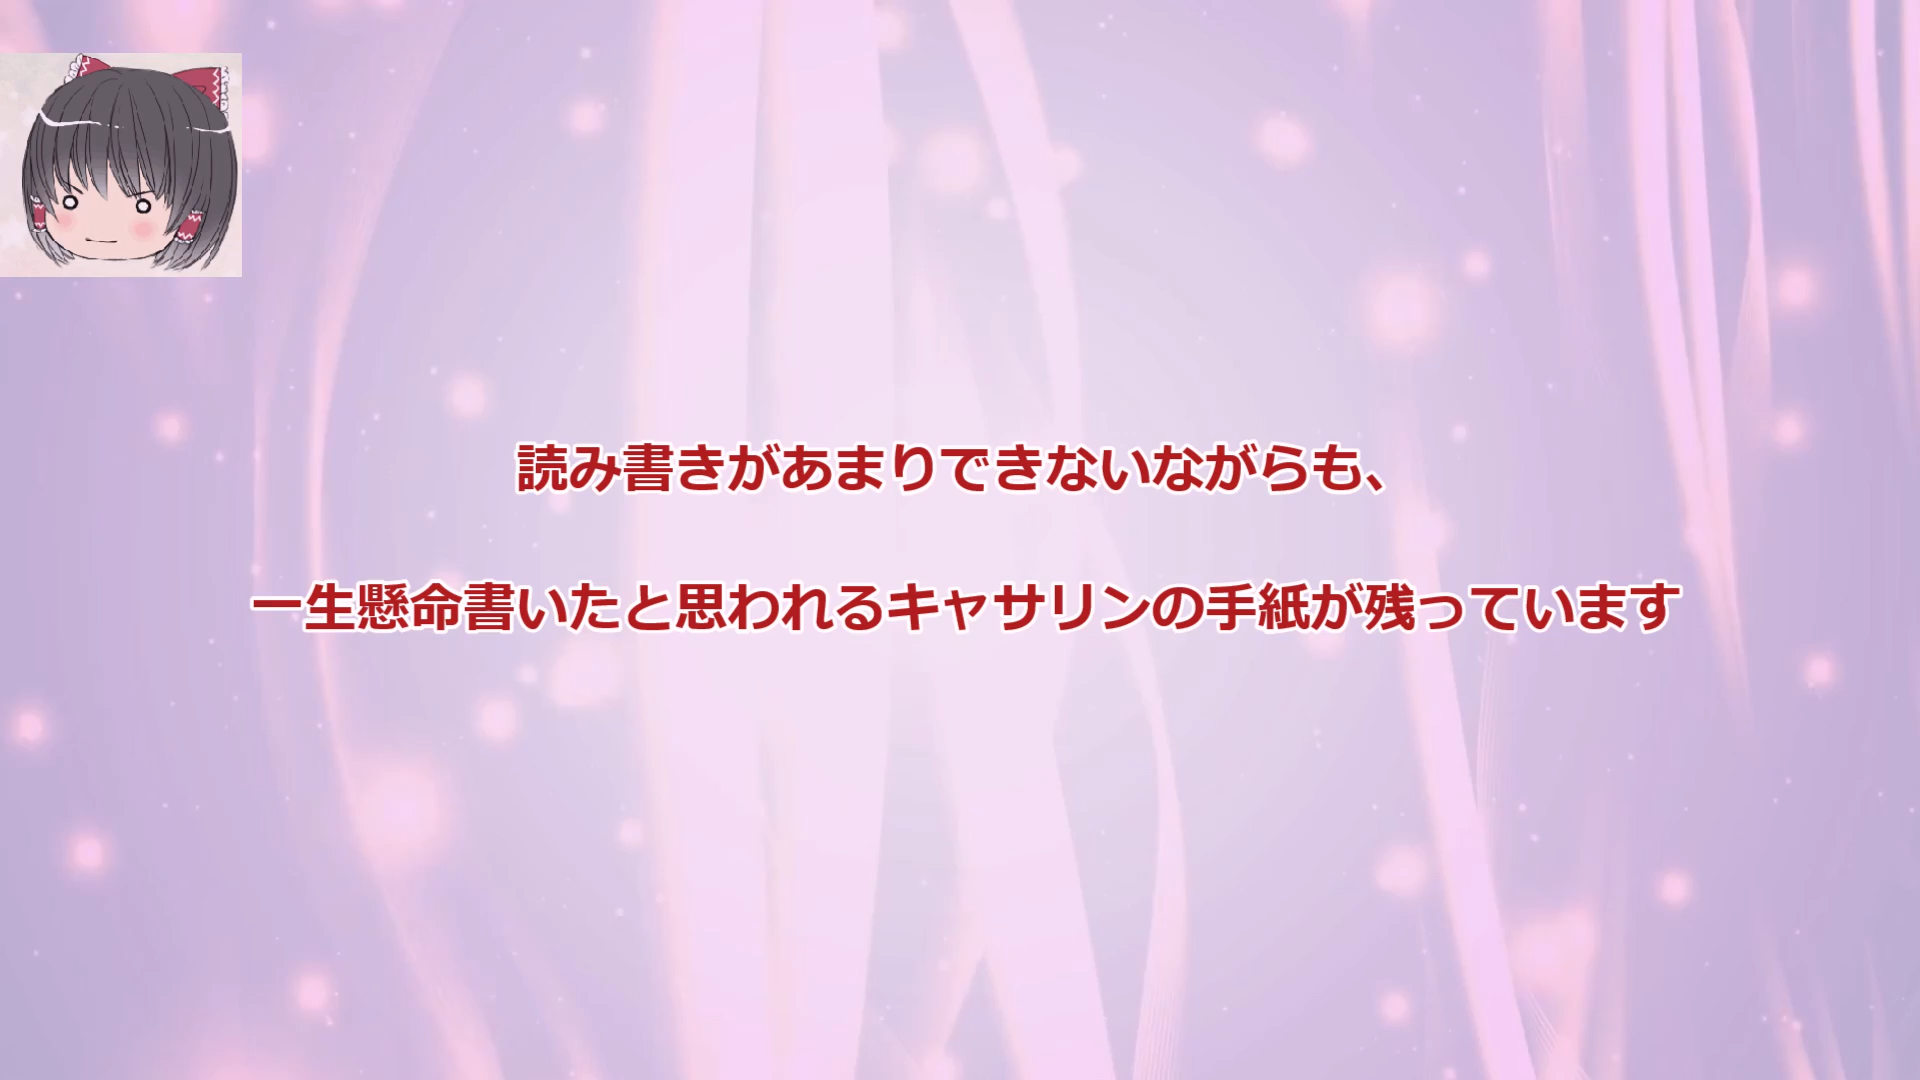 読み書きがあまりできないながらも、
一生懸命書いたと思われるキャサリンの手紙が残っています